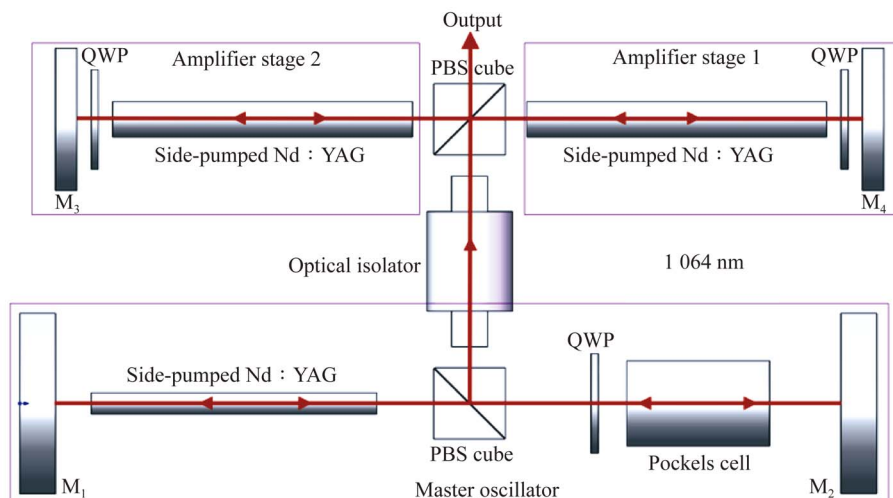 Output
QWP
Amplifier stage 2
PBS cube
Amplifier stage 1
QWP
Side-pumped Nd：YAG
Side-pumped Nd：YAG
M₃
M₄
Optical isolator
1 064 nm
QWP
Side-pumped Nd：YAG
PBS cube
Pockels cell
M₁
Master oscillator
M₂